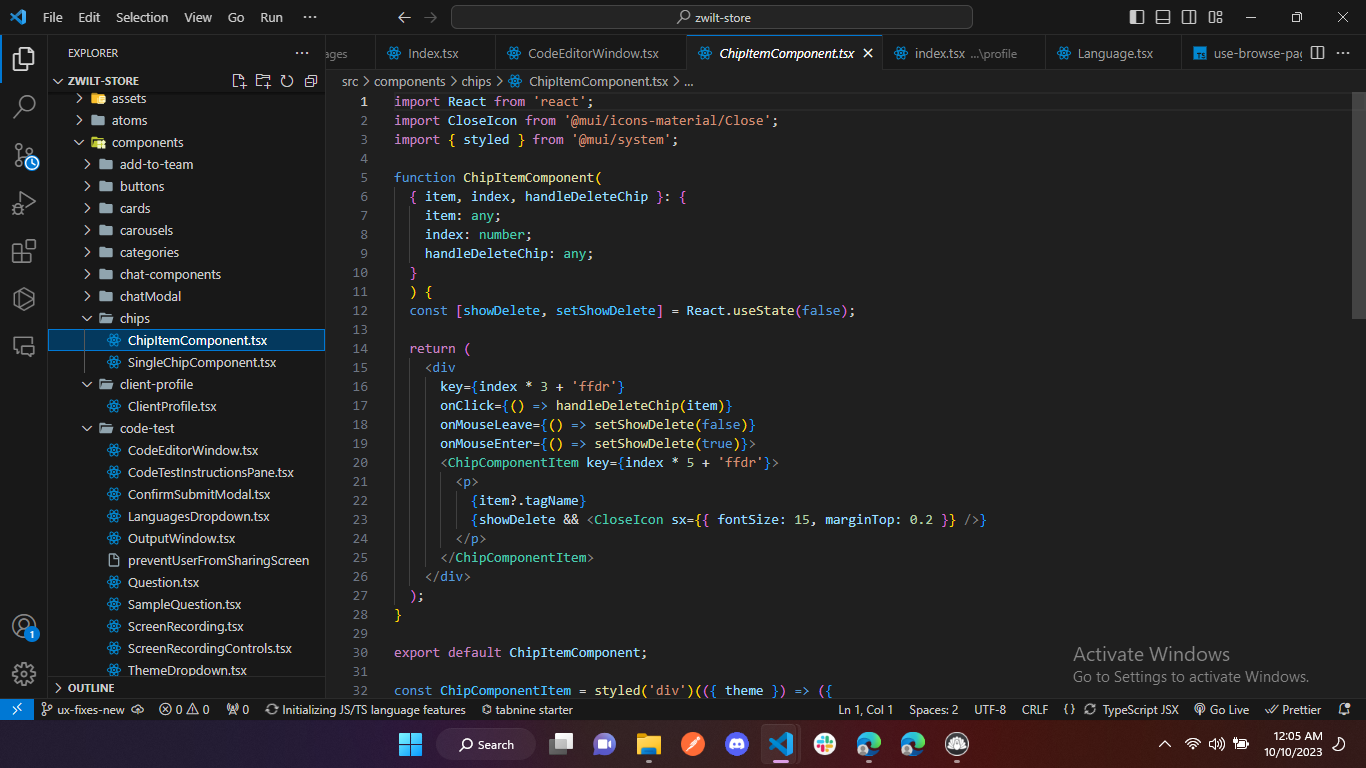 File Edit Selection View Go Run ···
zwilt-store
EXPLORER
ages
Index.tsx
CodeEditorWindow.tsx
ChipItemComponent.tsx
index.tsx ...\profile
Language.tsx
use-browse-pa
src > components > chips > ChipItemComponent.tsx > ...
ZWILT-STORE
assets
atoms
components
add-to-team
buttons
cards
carousels
categories
chat-components
chatModal
chips
ChipItemComponent.tsx
SingleChipComponent.tsx
client-profile
ClientProfile.tsx
code-test
CodeEditorWindow.tsx
CodeTestInstructionsPane.tsx
ConfirmSubmitModal.tsx
LanguagesDropdown.tsx
OutputWindow.tsx
preventUserFromSharingScreen
Question.tsx
SampleQuestion.tsx
ScreenRecording.tsx
ScreenRecordingControls.tsx
ThemeDropdown.tsx
OUTLINE
1 import React from 'react';
2 import CloseIcon from '@mui/icons-material/Close';
3 import { styled } from '@mui/system';
4
5 function ChipItemComponent(
6 { item, index, handleDeleteChip }: {
7 item: any;
8 index: number;
9 handleDeleteChip: any;
10 }
11 ) {
12 const [showDelete, setShowDelete] = React.useState(false);
13
14 return (
15 <div
16 key={index * 3 + 'ffdr'}
17 onClick={() => handleDeleteChip(item)}
18 onMouseLeave={() => setShowDelete(false)}
19 onMouseEnter={() => setShowDelete(true)}>
20 <ChipComponentItem key={index * 5 + 'ffdr'}>
21 <p>
22 {item?.tagName}
23 {showDelete && <CloseIcon sx={{ fontSize: 15, marginTop: 0.2 }} />}
24 </p>
25 </ChipComponentItem>
26 </div>
27 );
28 }
29
30 export default ChipItemComponent;
31
32 const ChipComponentItem = styled('div')(({ theme }) => ({
Activate Windows
Go to Settings to activate Windows.
1
ux-fixes-new
0 0
0
Initializing JS/TS language features
tabnine starter
Ln 1, Col 1
Spaces: 2
UTF-8
CRLF
{}
TypeScript JSX
Go Live
Prettier
Search
12:05 AM
10/10/2023